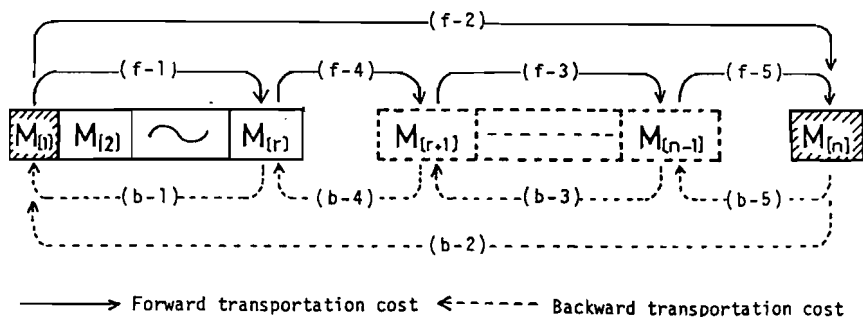 (f-2)
(f-1) (f-4) (f-3) (f-5)
M[1] M[2] M[r] M[r+1] M[n-1] M[n]
(b-1) (b-4) (b-3) (b-5)
(b-2)
Forward transportation cost Backward transportation cost